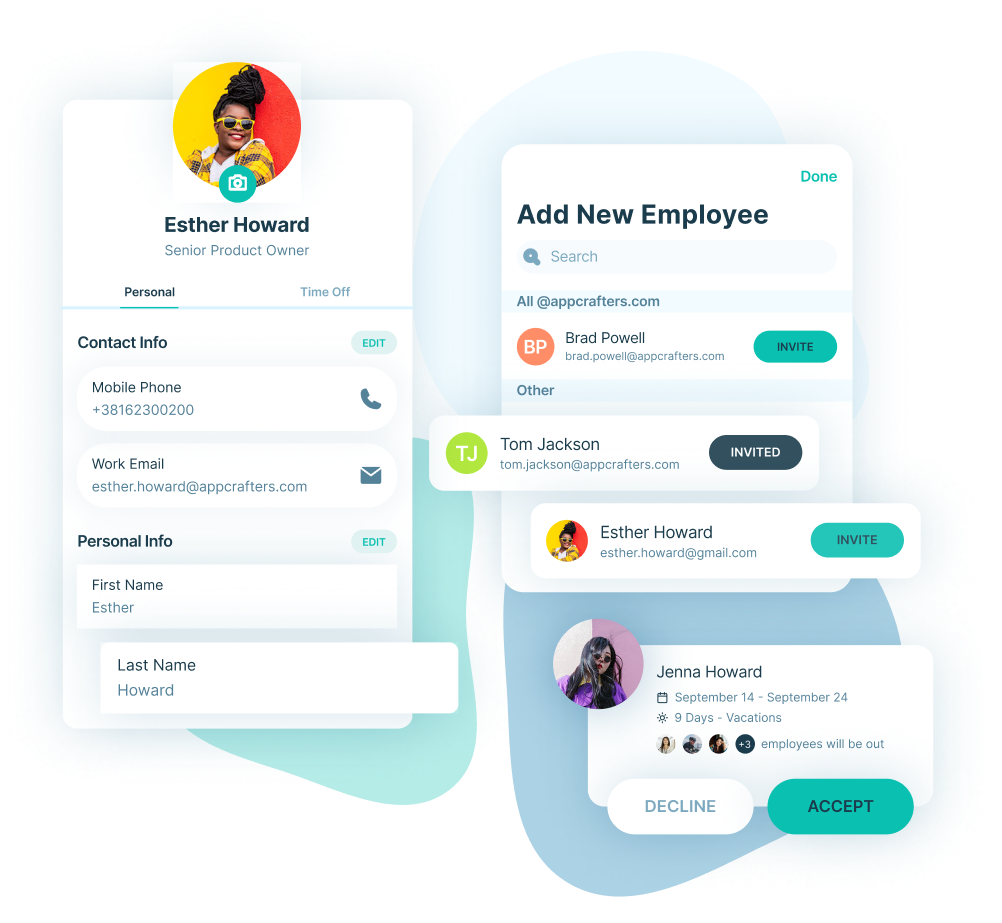 Esther Howard
Senior Product Owner
Personal
Time Off
Contact Info
EDIT
Mobile Phone
+38162300200
Work Email
esther.howard@appcrafters.com
Personal Info
EDIT
First Name
Esther
Last Name
Howard
Done
Add New Employee
Search
All @appcrafters.com
BP
Brad Powell
brad.powell@appcrafters.com
INVITE
Other
TJ
Tom Jackson
tom.jackson@appcrafters.com
INVITED
Esther Howard
esther.howard@gmail.com
INVITE
Jenna Howard
September 14 - September 24
9 Days - Vacations
+3
employees will be out
DECLINE
ACCEPT